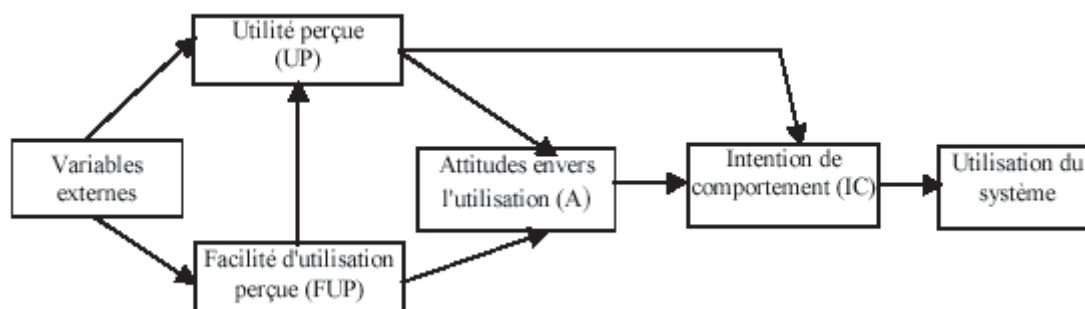 Utilité perçue
(UP)
Variables
externes
Attitudes envers
l'utilisation (A)
Intention de
comportement (IC)
Utilisation du
système
Facilité d'utilisation
perçue (FUP)